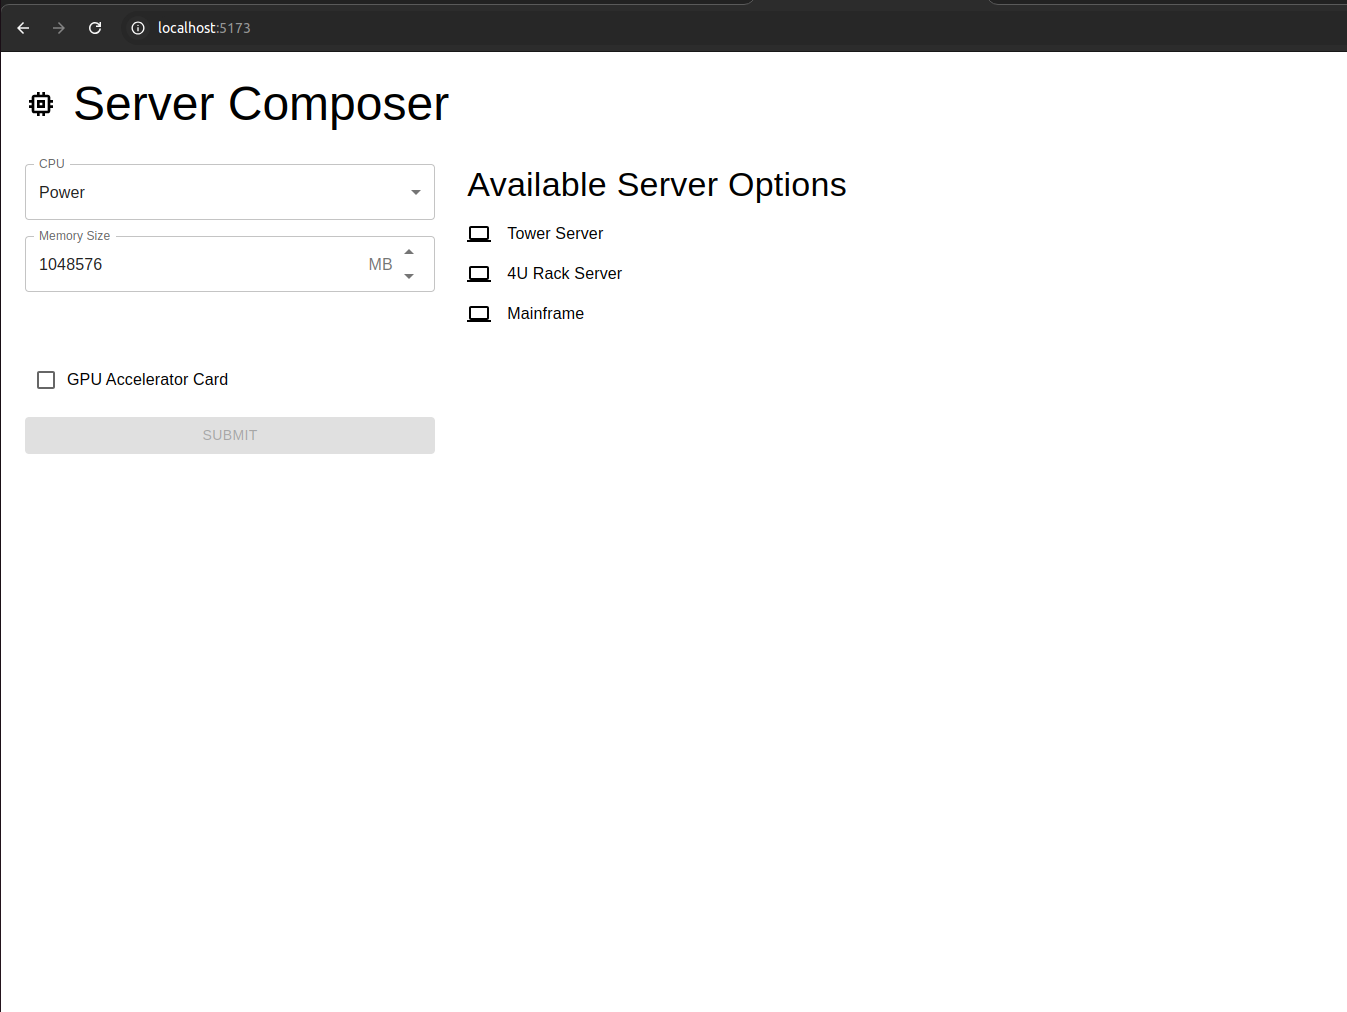 localhost:5173
Server Composer
CPU
Power
Memory Size
1048576 MB
GPU Accelerator Card
SUBMIT
Available Server Options
Tower Server
4U Rack Server
Mainframe